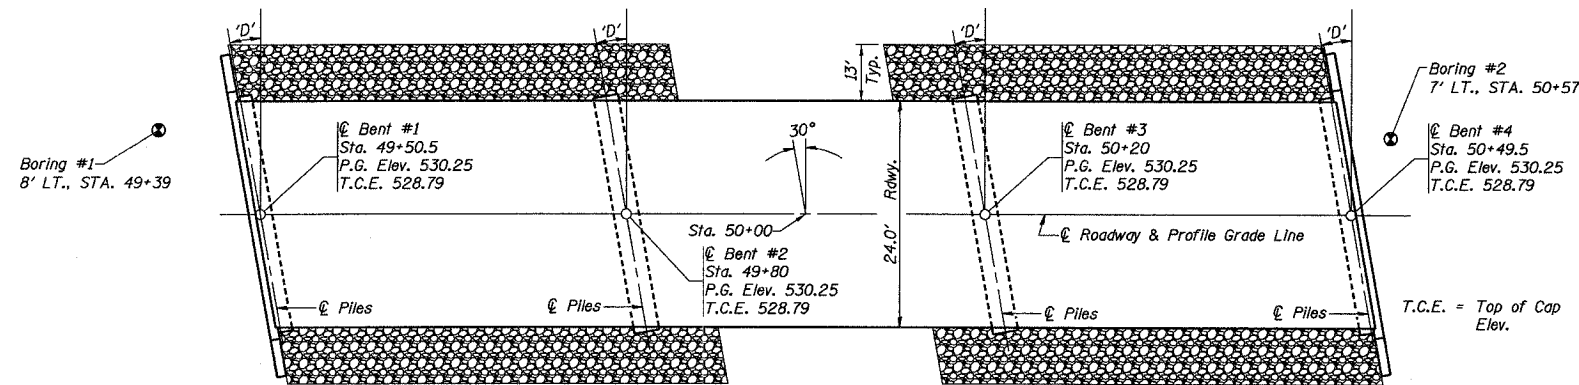 'D'
'D'
'D'
'D'
13'
Typ.
Boring #2
7' LT., STA. 50+57
Boring #1
8' LT., STA. 49+39
℄ Bent #1
Sta. 49+50.5
P.G. Elev. 530.25
T.C.E. 528.79
30°
℄ Bent #3
Sta. 50+20
P.G. Elev. 530.25
T.C.E. 528.79
℄ Bent #4
Sta. 50+49.5
P.G. Elev. 530.25
T.C.E. 528.79
24.0' Rdwy.
Sta. 50+00
℄ Roadway & Profile Grade Line
℄ Bent #2
Sta. 49+80
P.G. Elev. 530.25
T.C.E. 528.79
℄ Piles
℄ Piles
℄ Piles
℄ Piles
T.C.E. = Top of Cap
Elev.